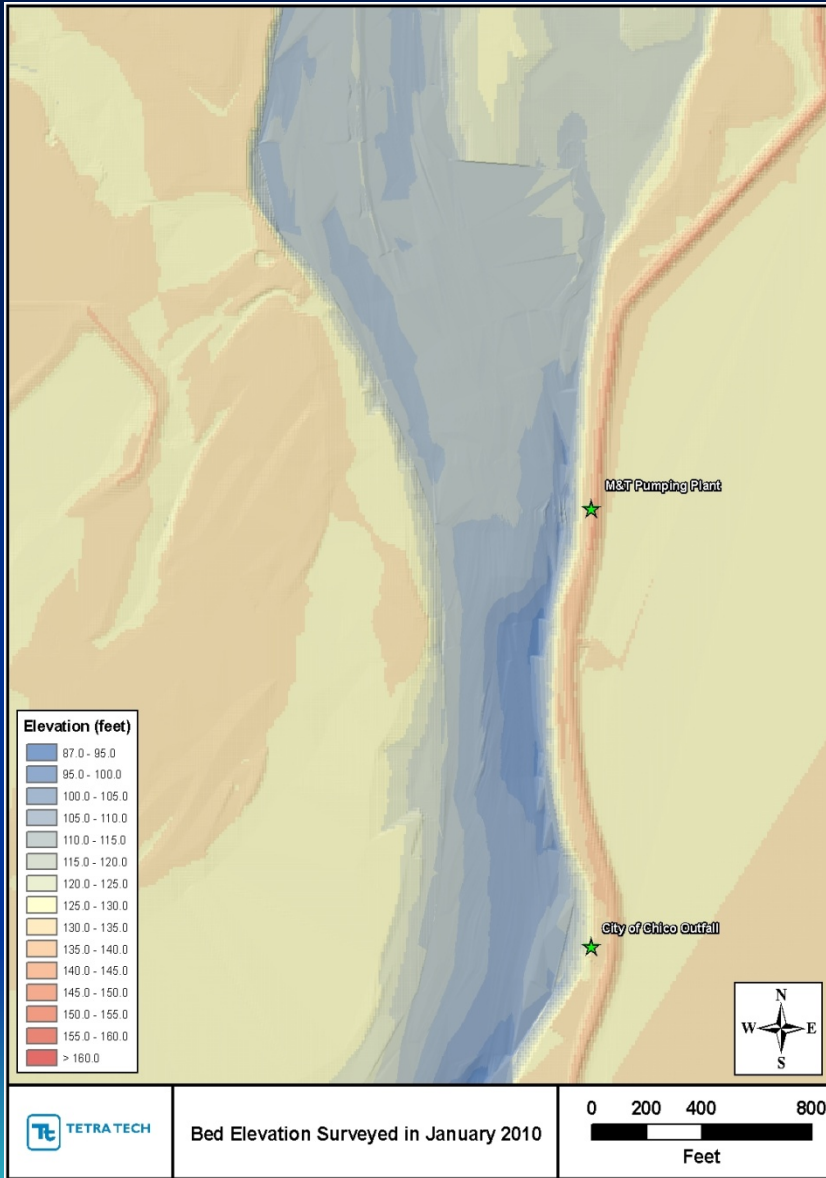 M&T Pumping Plant
City of Chico Outfall
Elevation (feet)
87.0 - 95.0
95.0 - 100.0
100.0 - 105.0
105.0 - 110.0
110.0 - 115.0
115.0 - 120.0
120.0 - 125.0
125.0 - 130.0
130.0 - 135.0
135.0 - 140.0
140.0 - 145.0
145.0 - 150.0
150.0 - 155.0
155.0 - 160.0
> 160.0
N
W E
S
Tt TETRA TECH
Bed Elevation Surveyed in January 2010
0 200 400 800
Feet